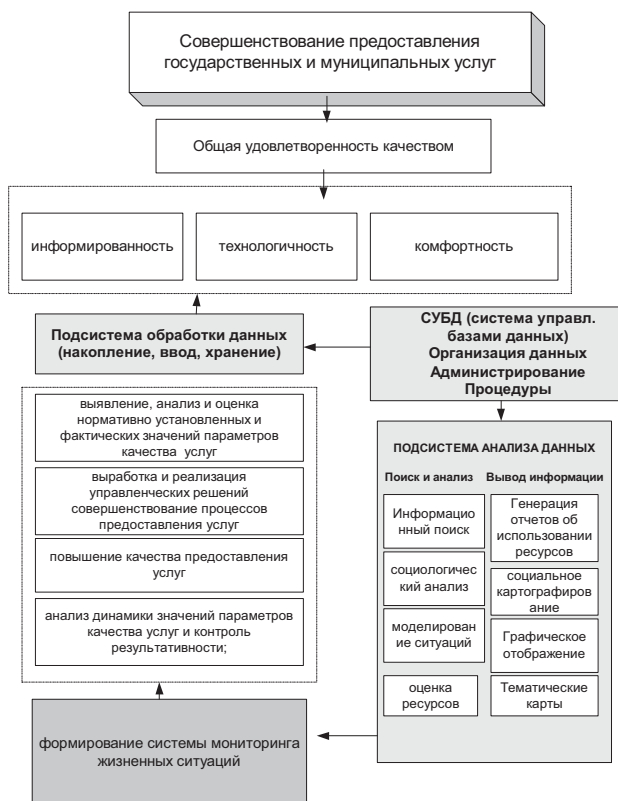 Совершенствование предоставления
государственных и муниципальных услуг
Общая удовлетворенность качеством
информированность
технологичность
комфортность
Подсистема обработки данных
(накопление, ввод, хранение)
СУБД (система управл.
базами данных)
Организация данных
Администрирование
Процедуры
выявление, анализ и оценка
нормативно установленных и
фактических значений параметров
качества услуг
выработка и реализация
управленческих решений
совершенствование процессов
предоставления услуг
повышение качества предоставления
услуг
анализ динамики значений параметров
качества услуг и контроль
результативности;
формирование системы мониторинга
жизненных ситуаций
ПОДСИСТЕМА АНАЛИЗА ДАННЫХ
Поиск и анализ
Информацио
нный поиск
социологичес
кий анализ
моделирован
ие ситуаций
оценка
ресурсов
Вывод информации
Генерация
отчетов об
использовании
ресурсов
социальное
картографиров
ание
Графическое
отображение
Тематические
карты